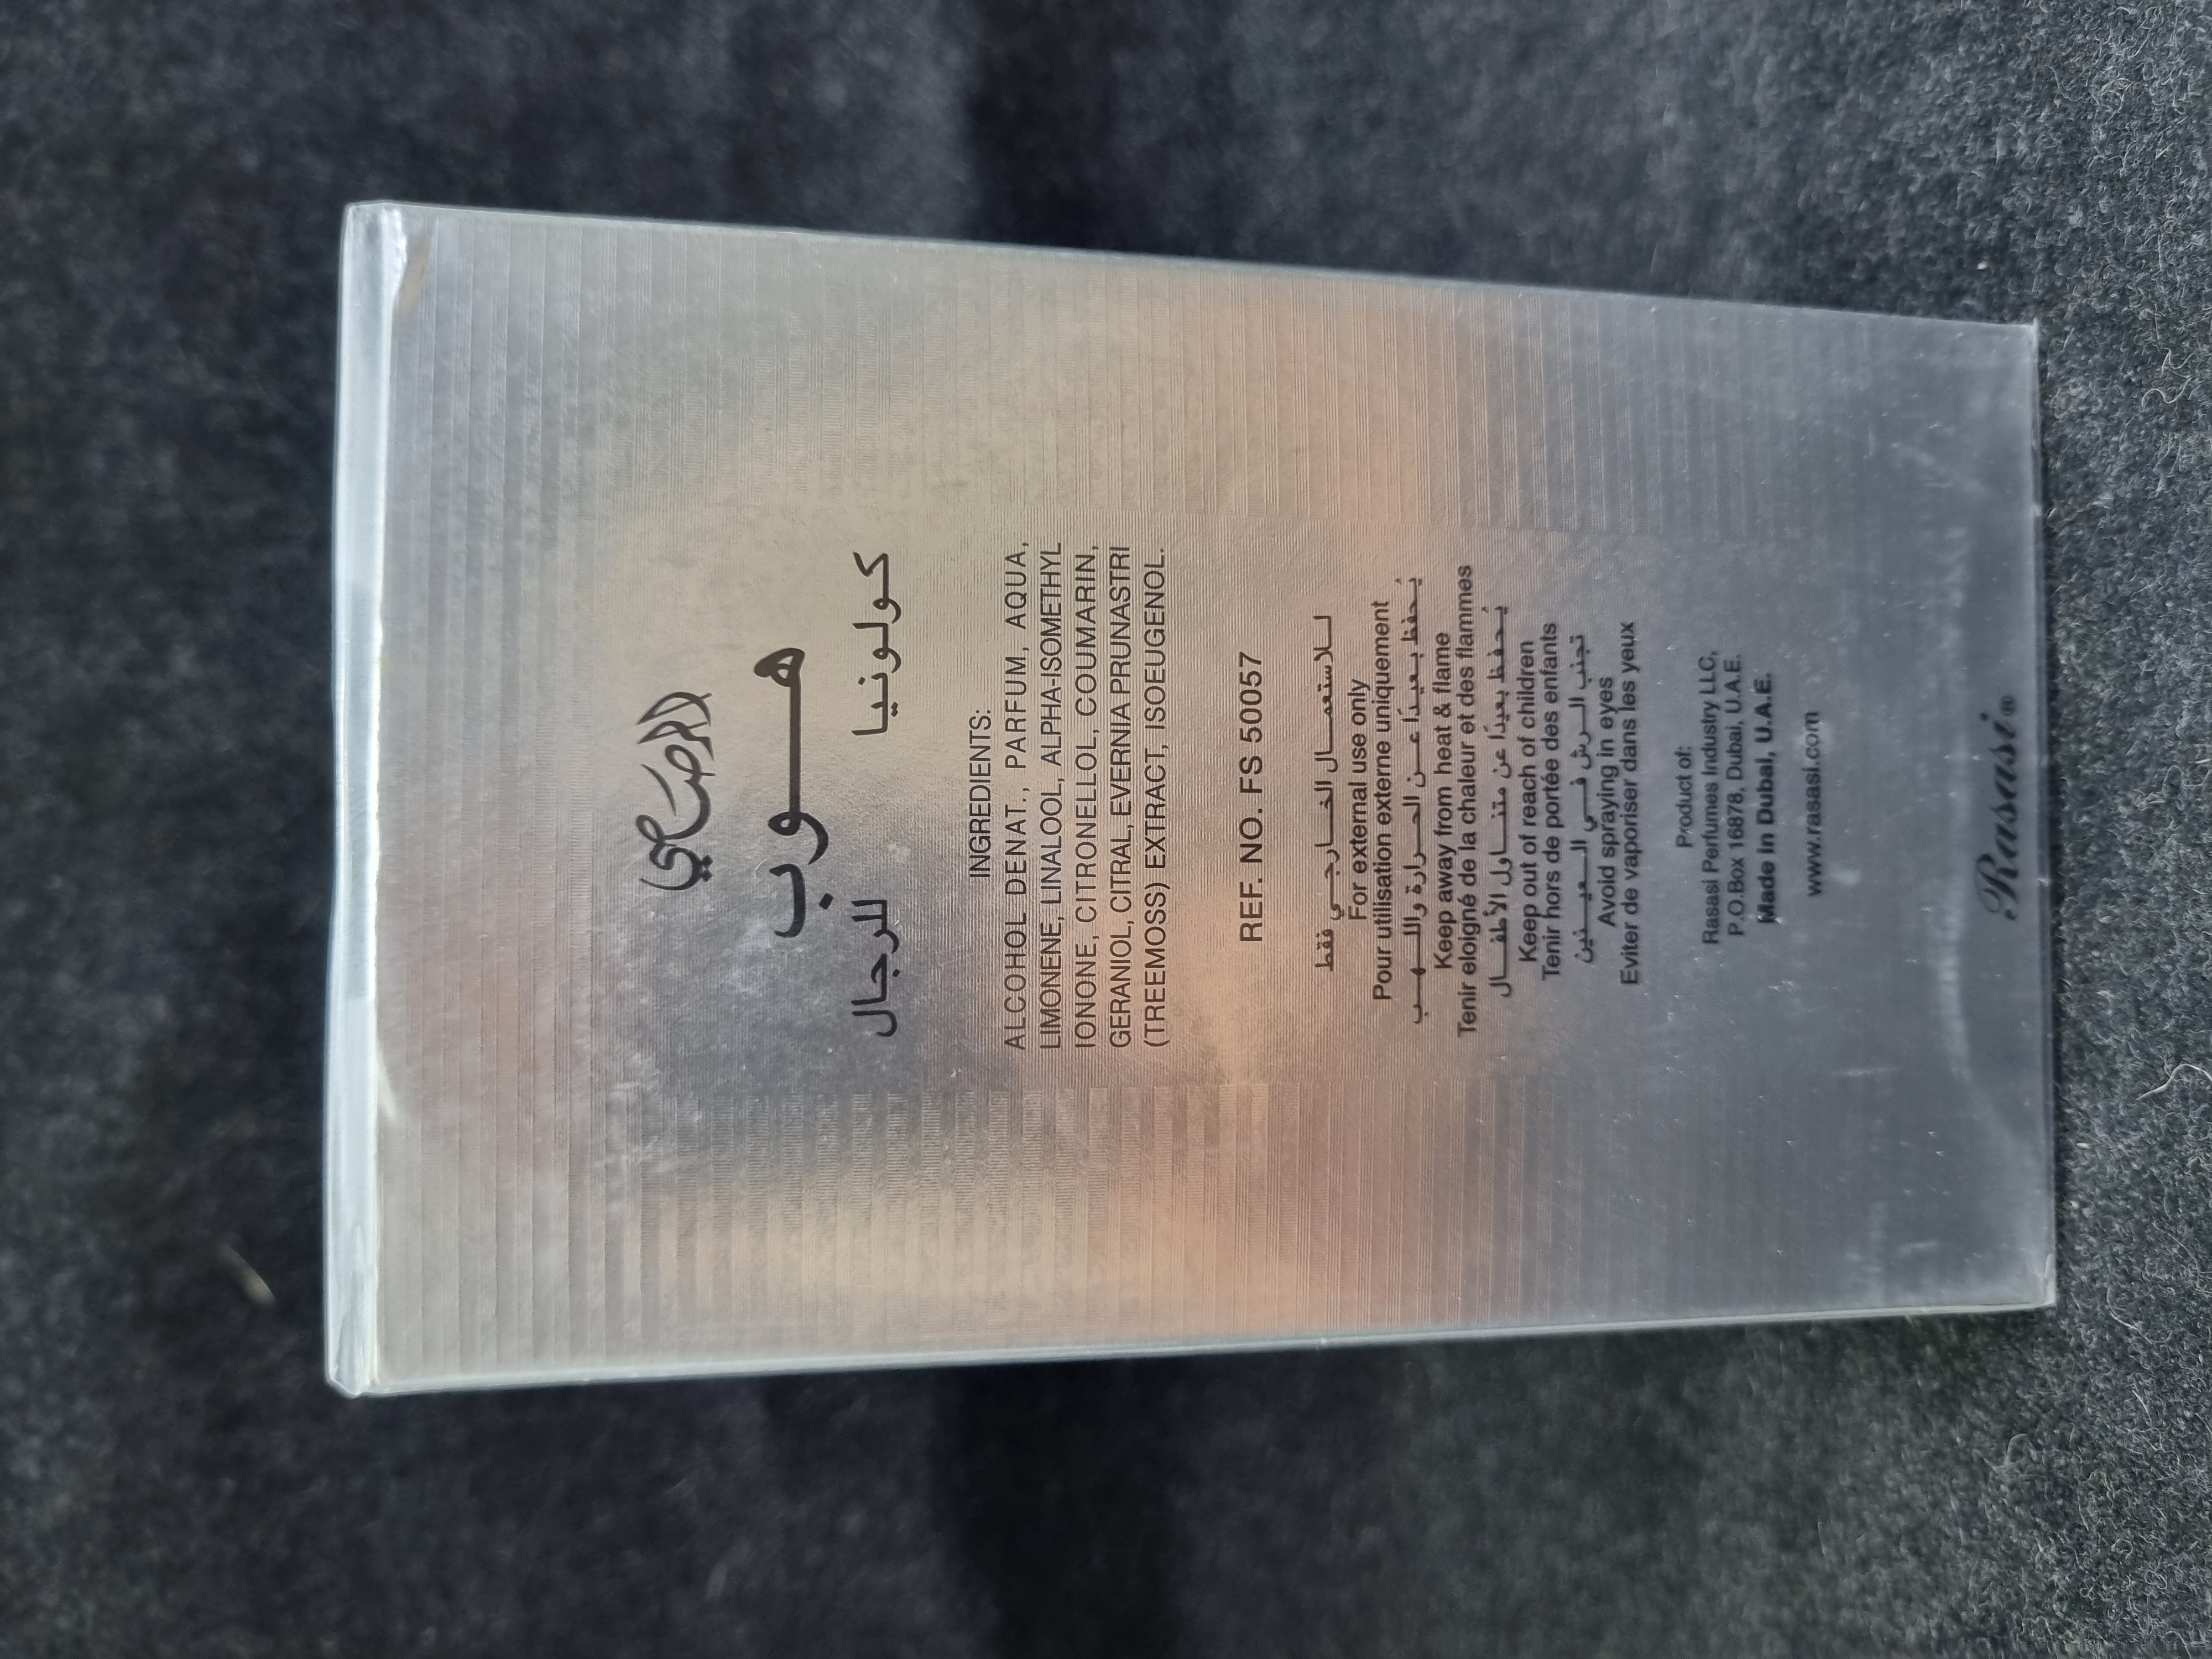 الرصاصي
هوب
كولونيا للرجال
INGREDIENTS:
ALCOHOL DENAT., PARFUM, AQUA,
LIMONENE, LINALOOL, ALPHA-ISOMETHYL
IONONE, CITRONELLOL, COUMARIN,
GERANIOL, CITRAL, EVERNIA PRUNASTRI
(TREEMOSS) EXTRACT, ISOEUGENOL.
REF. NO. FS 50057
للاستعمال الخارجي فقط
For external use only
Pour utilisation externe uniquement
يُحفظ بعيدًا عن الحرارة واللهب
Keep away from heat & flame
Tenir eloigné de la chaleur et des flammes
يُحفظ بعيدًا عن متناول الأطفال
Keep out of reach of children
Tenir hors de portée des enfants
تجنب الرش في العينين
Avoid spraying in eyes
Eviter de vaporiser dans les yeux
Product of:
Rasasi Perfumes Industry LLC,
P.O.Box 16878, Dubai, U.A.E.
Made in Dubai, U.A.E.
www.rasasi.com
Rasasi®